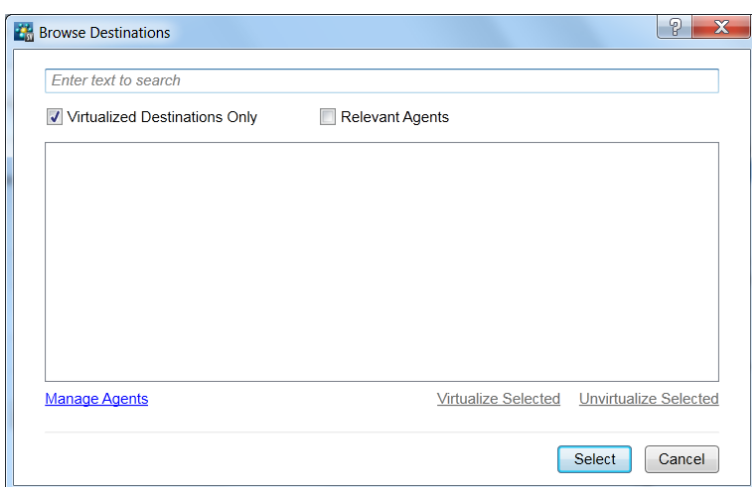 Browse Destinations
Enter text to search
Virtualized Destinations Only Relevant Agents
Manage Agents Virtualize Selected Unvirtualize Selected
Select Cancel